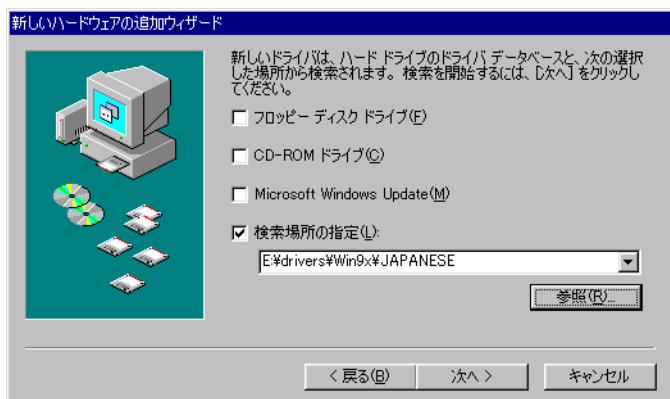 新しいハードウェアの追加ウィザード
新しいドライバは、ハード ドライブのドライバ データベースと、次の選択
した場所から検索されます。検索を開始するには、[次へ] をクリックし
てください。
フロッピー ディスク ドライブ(F)
CD-ROM ドライブ(C)
Microsoft Windows Update(M)
検索場所の指定(L):
E:¥drivers¥Win9x¥JAPANESE
参照(R)...
< 戻る(B)
次へ >
キャンセル